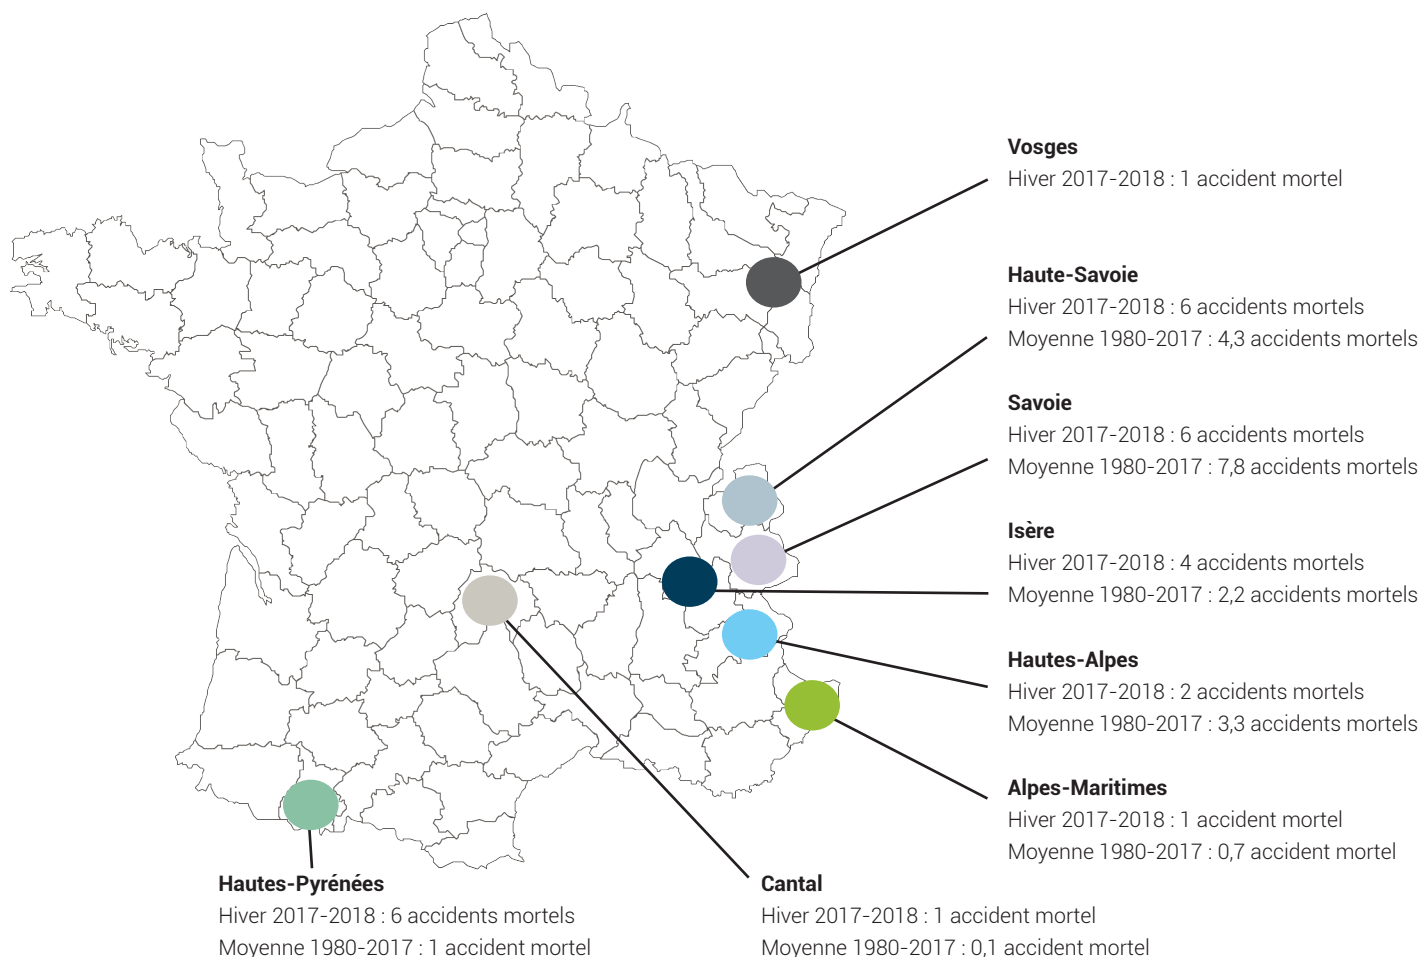 Vosges
Hiver 2017-2018 : 1 accident mortel
Haute-Savoie
Hiver 2017-2018 : 6 accidents mortels
Moyenne 1980-2017 : 4,3 accidents mortels
Savoie
Hiver 2017-2018 : 6 accidents mortels
Moyenne 1980-2017 : 7,8 accidents mortels
Isère
Hiver 2017-2018 : 4 accidents mortels
Moyenne 1980-2017 : 2,2 accidents mortels
Hautes-Alpes
Hiver 2017-2018 : 2 accidents mortels
Moyenne 1980-2017 : 3,3 accidents mortels
Alpes-Maritimes
Hiver 2017-2018 : 1 accident mortel
Moyenne 1980-2017 : 0,7 accident mortel
Hautes-Pyrénées
Hiver 2017-2018 : 6 accidents mortels
Moyenne 1980-2017 : 1 accident mortel
Cantal
Hiver 2017-2018 : 1 accident mortel
Moyenne 1980-2017 : 0,1 accident mortel